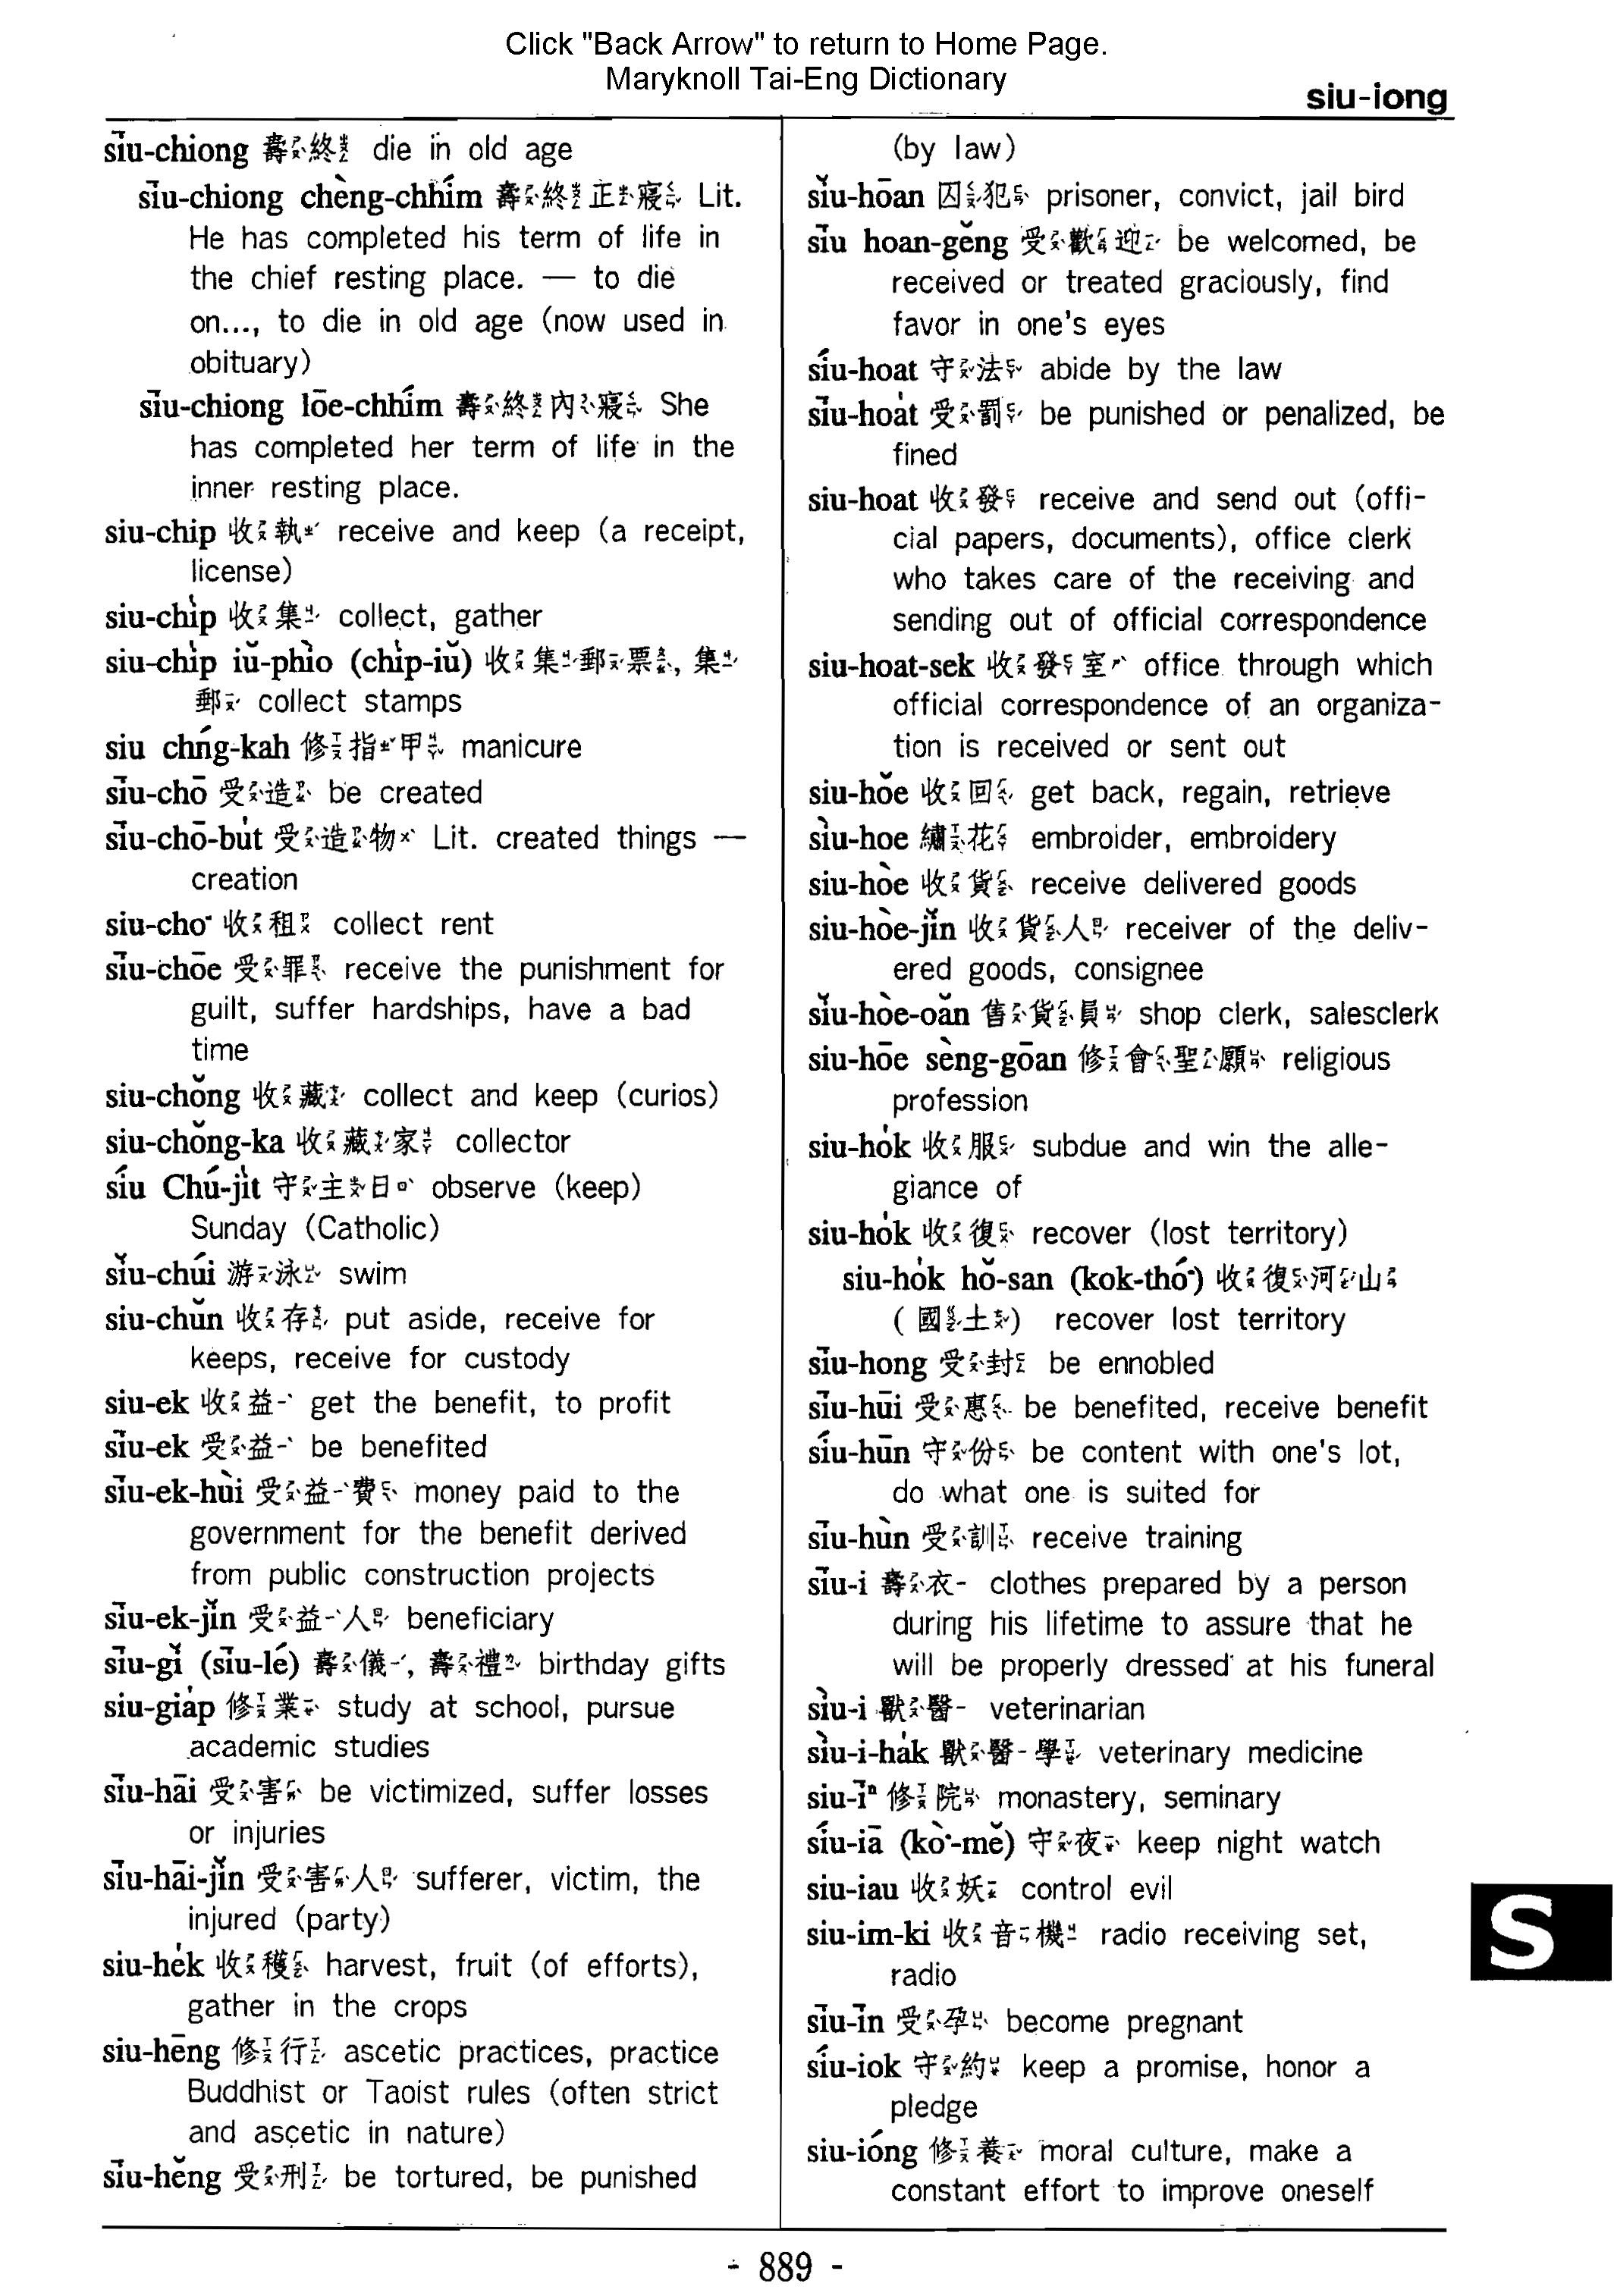 Click "Back Arrow" to return to Home Page.
Maryknoll Tai-Eng Dictionary
siu-iong
sīu-chiong 壽終 die in old age
sīu-chiong chèng-chhím 壽終正寢 Lit.
He has completed his term of life in
the chief resting place. — to die
on..., to die in old age (now used in
obituary)
sīu-chiong lōe-chhím 壽終內寢 She
has completed her term of life in the
inner resting place.
siu-chip 收執 receive and keep (a receipt,
license)
siu-chi̍p 收集 collect, gather
siu-chi̍p iŭ-phìo (chi̍p-iŭ) 收集郵票, 集
郵 collect stamps
siu chńg-kah 修指甲 manicure
sīu-chō 受造 be created
sīu-chō-bu̍t 受造物 Lit. created things —
creation
siu-cho͘ 收租 collect rent
sīu-chōe 受罪 receive the punishment for
guilt, suffer hardships, have a bad
time
siu-chŏng 收藏 collect and keep (curios)
siu-chŏng-ka 收藏家 collector
síu Chú-ji̍t 守主日 observe (keep)
Sunday (Catholic)
sĭu-chúi 游泳 swim
siu-chŭn 收存 put aside, receive for
keeps, receive for custody
siu-ek 收益 get the benefit, to profit
sīu-ek 受益 be benefited
sīu-ek-hùi 受益費 money paid to the
government for the benefit derived
from public construction projects
sīu-ek-jĭn 受益人 beneficiary
sīu-gĭ (sīu-lé) 壽儀, 壽禮 birthday gifts
siu-gia̍p 修業 study at school, pursue
academic studies
sīu-hāi 受害 be victimized, suffer losses
or injuries
sīu-hāi-jĭn 受害人 sufferer, victim, the
injured (party)
siu-he̍k 收穫 harvest, fruit (of efforts),
gather in the crops
siu-hēng 修行 ascetic practices, practice
Buddhist or Taoist rules (often strict
and ascetic in nature)
sīu-hĕng 受刑 be tortured, be punished
(by law)
sĭu-hōan 囚犯 prisoner, convict, jail bird
sīu hoan-gĕng 受歡迎 be welcomed, be
received or treated graciously, find
favor in one's eyes
síu-hoat 守法 abide by the law
sīu-hoa̍t 受罰 be punished or penalized, be
fined
siu-hoat 收發 receive and send out (offi-
cial papers, documents), office clerk
who takes care of the receiving and
sending out of official correspondence
siu-hoat-sek 收發室 office through which
official correspondence of an organiza-
tion is received or sent out
siu-hŏe 收回 get back, regain, retrieve
sìu-hoe 繡花 embroider, embroidery
siu-hòe 收貨 receive delivered goods
siu-hòe-jĭn 收貨人 receiver of the deliv-
ered goods, consignee
sĭu-hòe-oăn 售貨員 shop clerk, salesclerk
siu-hōe sèng-gōan 修會聖願 religious
profession
siu-ho̍k 收服 subdue and win the alle-
giance of
siu-ho̍k 收復 recover (lost territory)
siu-ho̍k hŏ-san (kok-thó͘) 收復河山
(國土) recover lost territory
sīu-hong 受封 be ennobled
sīu-hūi 受惠 be benefited, receive benefit
síu-hūn 守份 be content with one's lot,
do what one is suited for
sīu-hùn 受訓 receive training
sīu-i 壽衣 clothes prepared by a person
during his lifetime to assure that he
will be properly dressed at his funeral
sìu-i 獸醫 veterinarian
sìu-i-ha̍k 獸醫學 veterinary medicine
siu-īⁿ 修院 monastery, seminary
síu-iā (kò͘-mĕ) 守夜 keep night watch
siu-iau 收妖 control evil
siu-im-ki 收音機 radio receiving set,
radio
sīu-īn 受孕 become pregnant
síu-iok 守約 keep a promise, honor a
pledge
siu-ióng 修養 moral culture, make a
constant effort to improve oneself
S
- 889 -